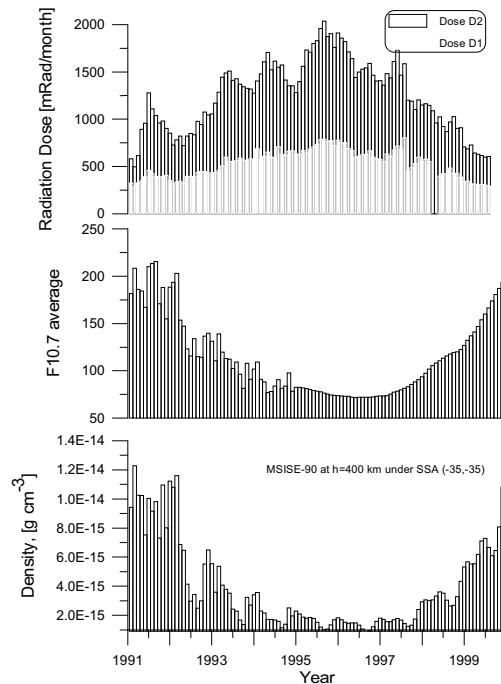 2000
1500
1000
500
0
Radiation Dose [mRad/month]
Dose D2
Dose D1
250
200
150
100
50
F10.7 average
1.4E-14
1.2E-14
1.0E-14
8.0E-15
6.0E-15
4.0E-15
2.0E-15
Density, [g cm-3]
MSISE-90 at h=400 km under SSA (-35,-35)
1991 1993 1995 1997 1999
Year